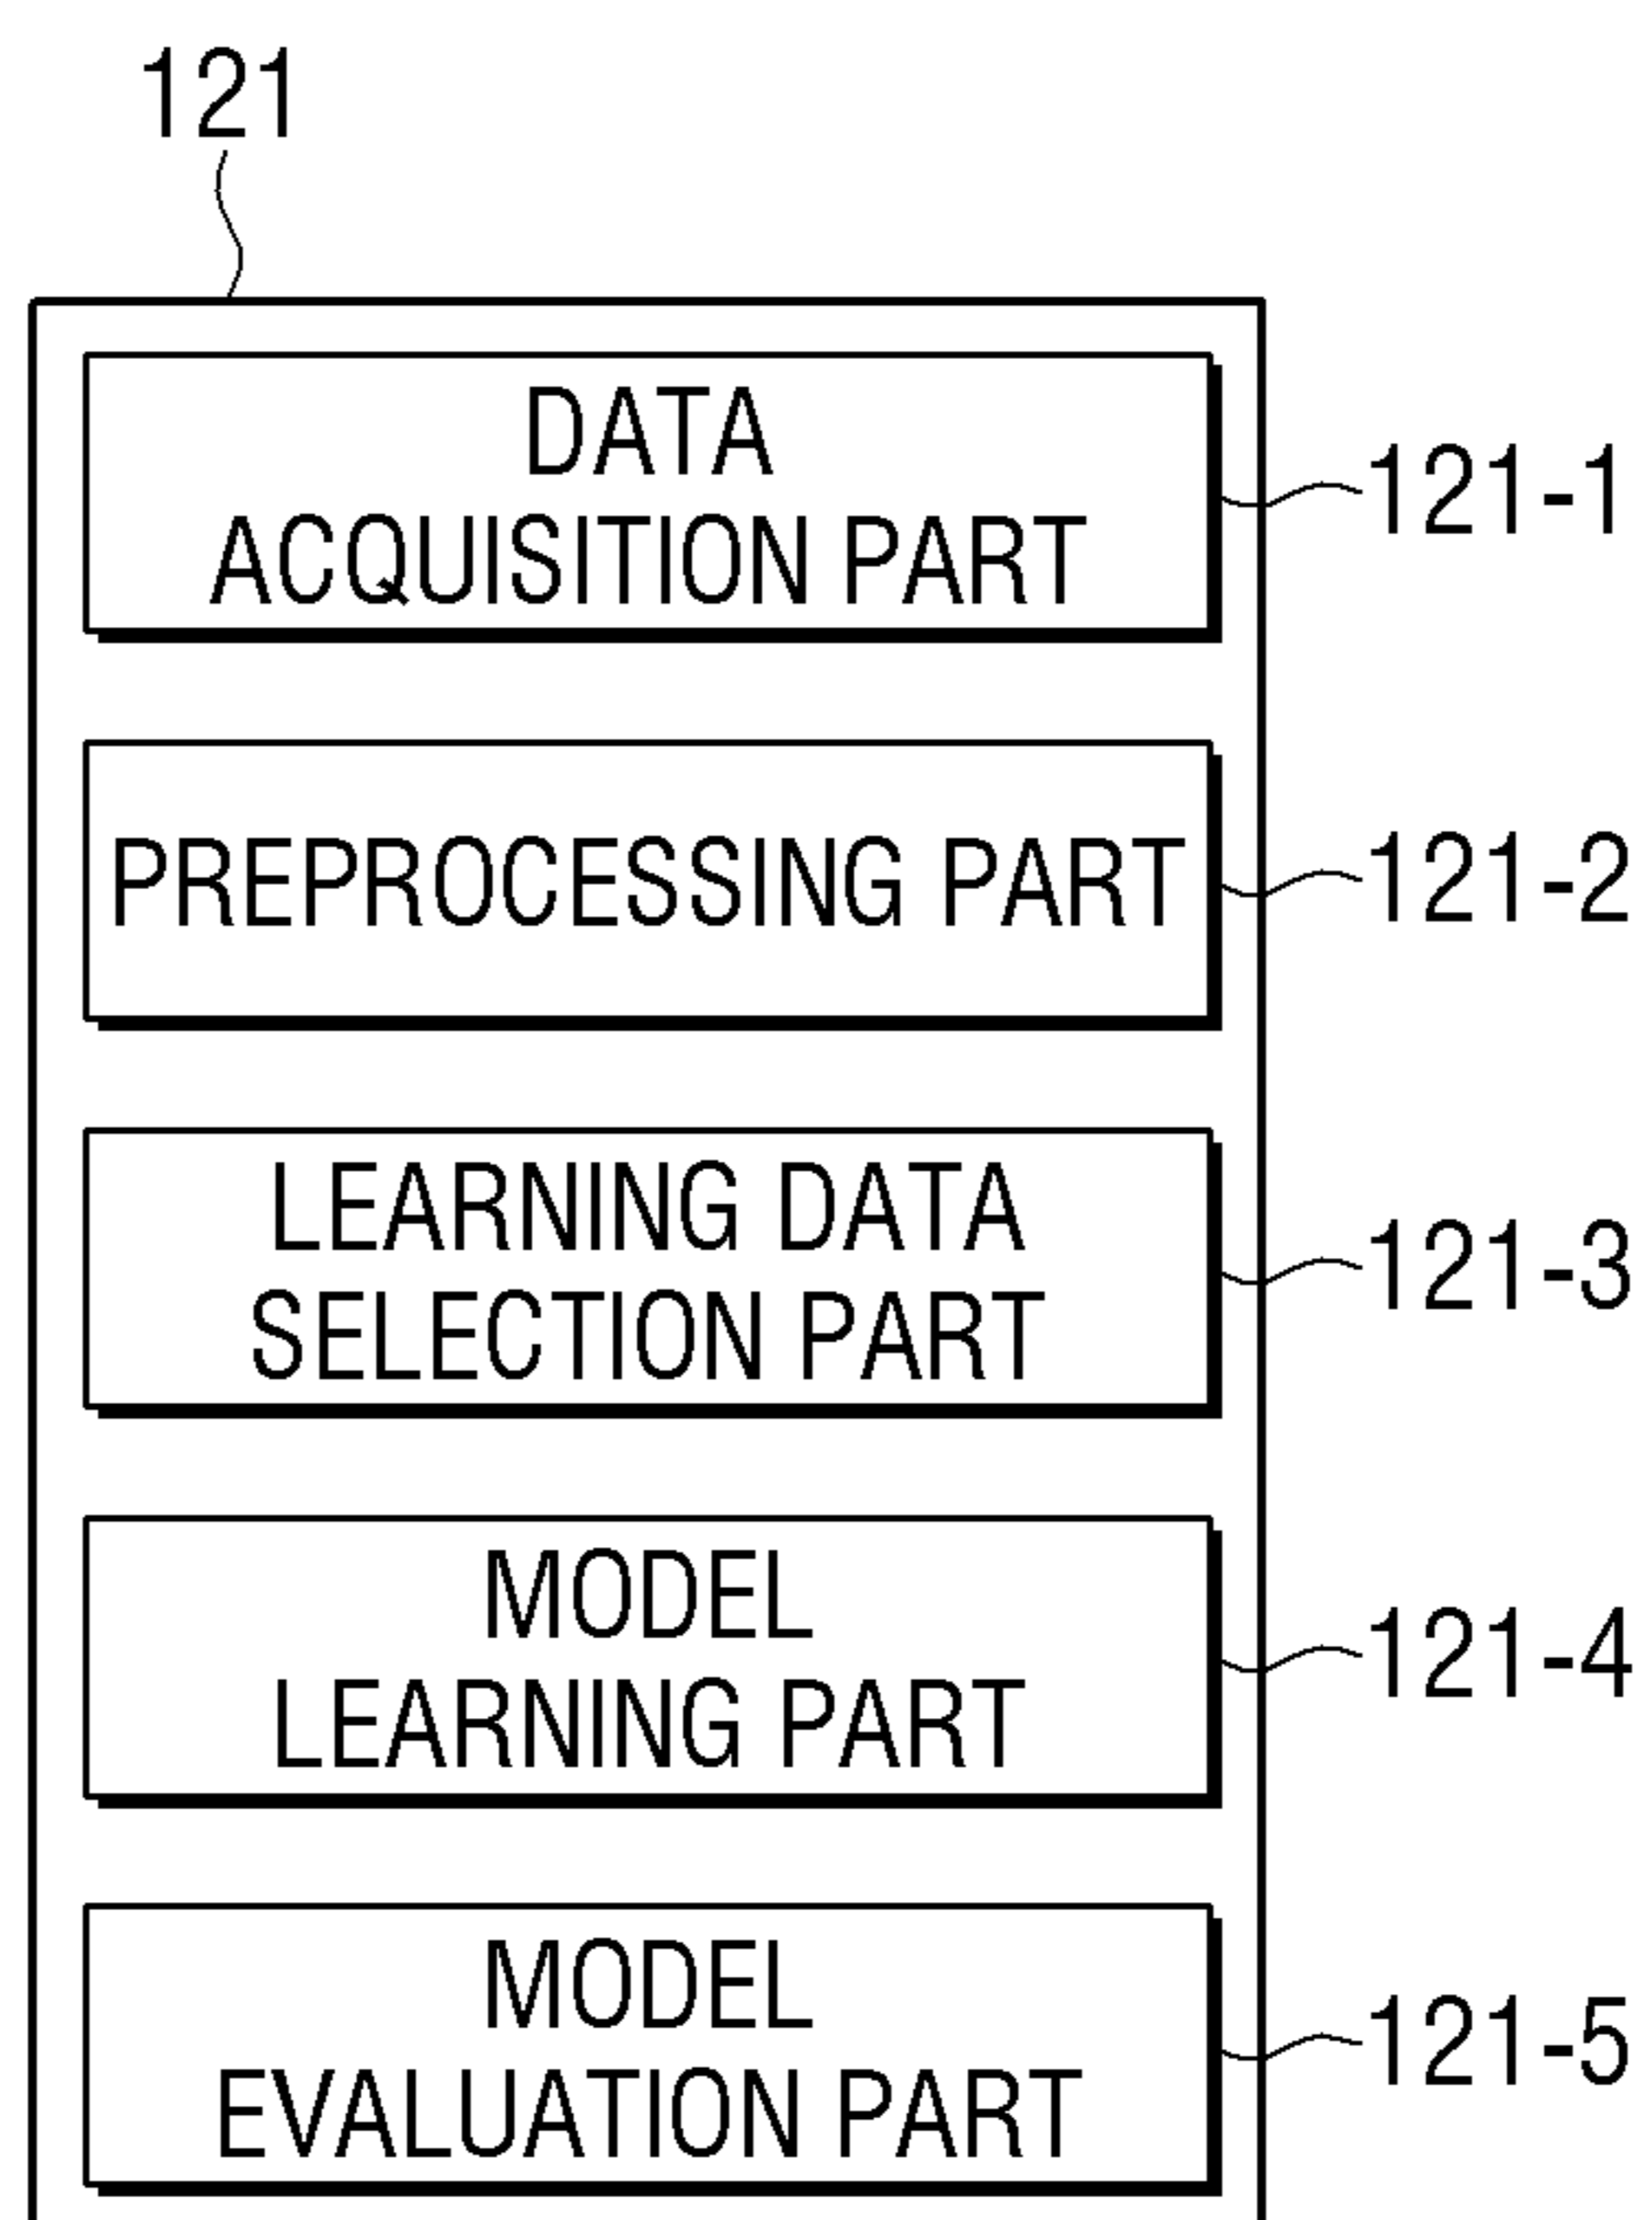 121
DATA
ACQUISITION PART
121-1
PREPROCESSING PART
121-2
LEARNING DATA
SELECTION PART
121-3
MODEL
LEARNING PART
121-4
MODEL
EVALUATION PART
121-5